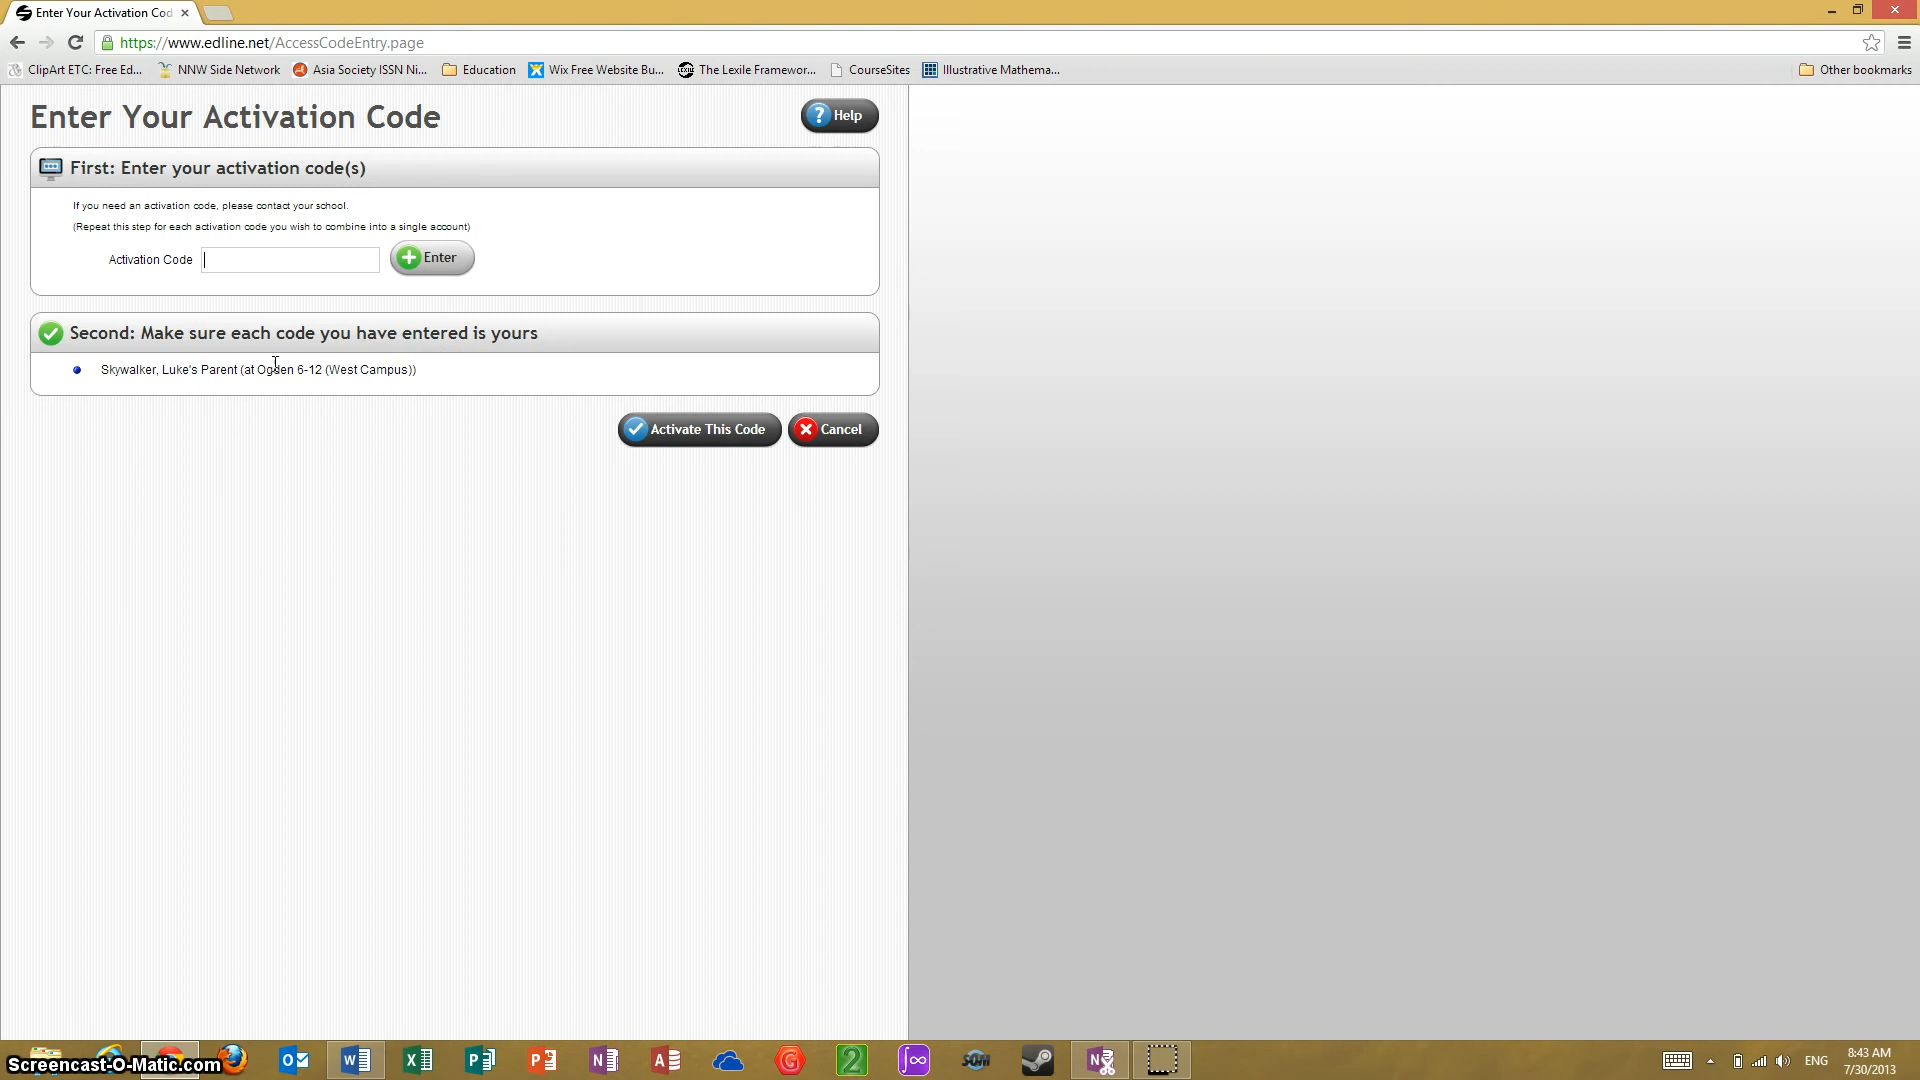 Enter Your Activation Cod
https://www.edline.net/AccessCodeEntry.page
ClipArt ETC: Free Ed... NNW Side Network Asia Society ISSN Ni... Education Wix Free Website Bu... The Lexile Framewor... CourseSites Illustrative Mathema... Other bookmarks
Enter Your Activation Code
Help
First: Enter your activation code(s)
If you need an activation code, please contact your school.
(Repeat this step for each activation code you wish to combine into a single account)
Activation Code Enter
Second: Make sure each code you have entered is yours
Skywalker, Luke's Parent (at Ogden 6-12 (West Campus))
Activate This Code Cancel
Screencast-O-Matic.com
ENG
8:43 AM
7/30/2013